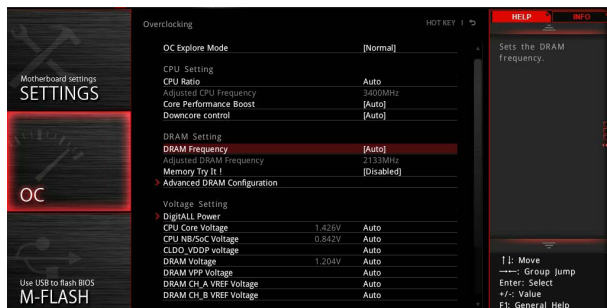 Overclocking
HOT KEY
HELP
INFO
OC Explore Mode [Normal]
Sets the DRAM
frequency.
CPU Setting
CPU Ratio Auto
Adjusted CPU Frequency 3400MHz
Core Performance Boost [Auto]
Downcore control [Auto]
Motherboard settings
SETTINGS
DRAM Setting
DRAM Frequency [Auto]
Adjusted DRAM Frequency 2133MHz
Memory Try It ! [Disabled]
Advanced DRAM Configuration
OC
Voltage Setting
DigitALL Power
CPU Core Voltage 1.426V Auto
CPU NB/SoC Voltage 0.842V Auto
CLDO_VDDP voltage Auto
DRAM Voltage 1.204V Auto
DRAM VPP Voltage Auto
DRAM CH_A VREF Voltage Auto
DRAM CH_B VREF Voltage Auto
Use USB to flash BIOS
M-FLASH
↑↓: Move
→←: Group Jump
Enter: Select
+/-: Value
F1: General Help